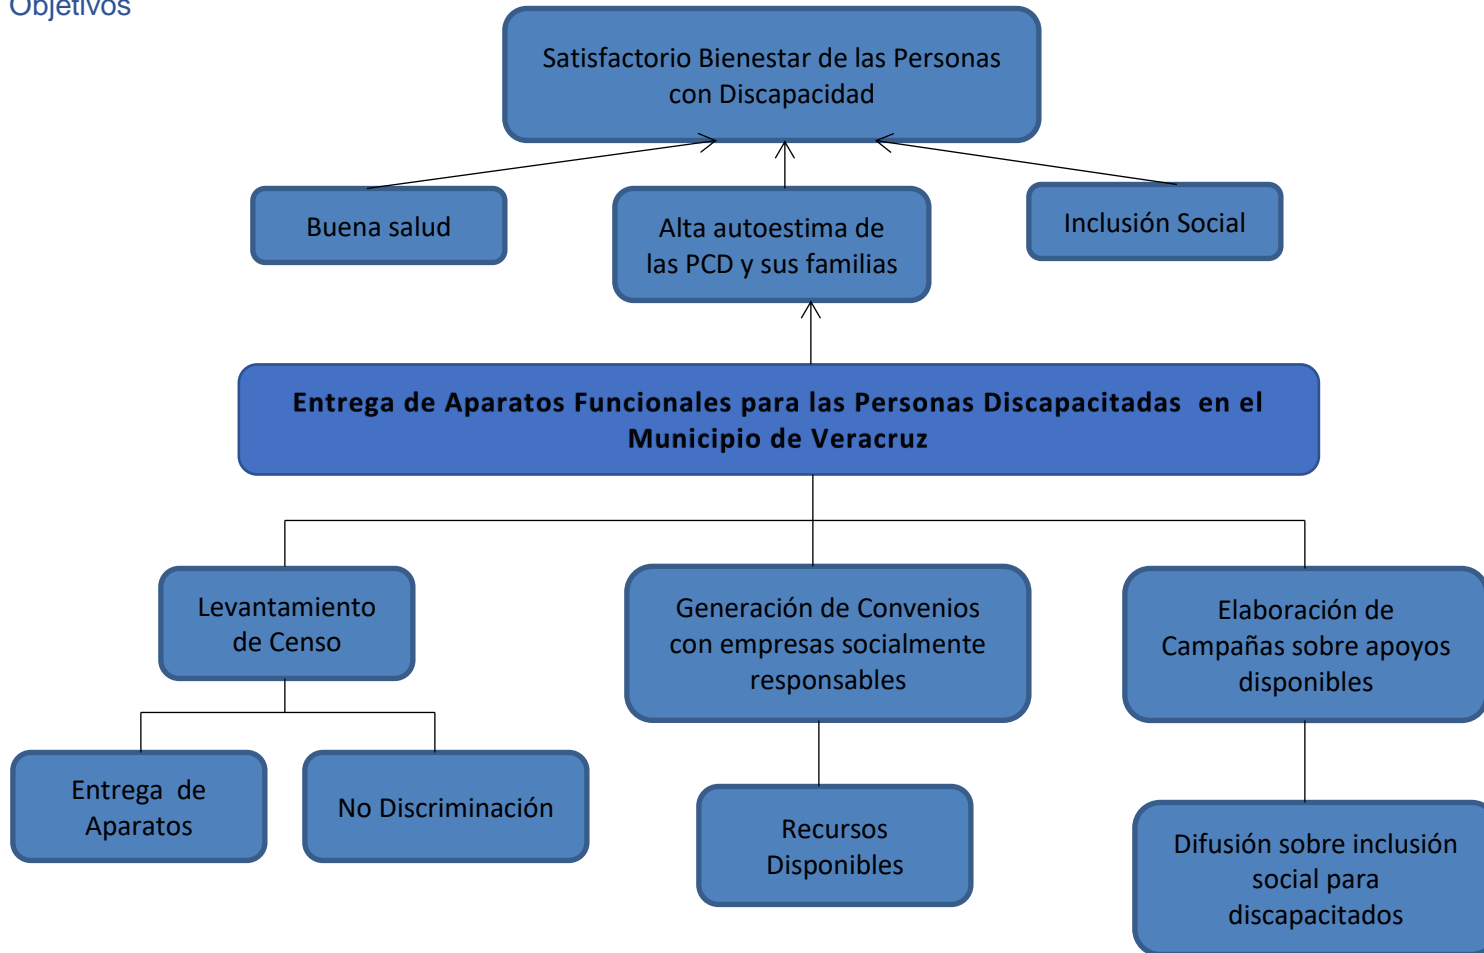 Objetivos
Satisfactorio Bienestar de las Personas
con Discapacidad
Buena salud
Alta autoestima de
las PCD y sus familias
Inclusión Social
Entrega de Aparatos Funcionales para las Personas Discapacitadas  en el
Municipio de Veracruz
Levantamiento
de Censo
Generación de Convenios
con empresas socialmente
responsables
Elaboración de
Campañas sobre apoyos
disponibles
Entrega  de
Aparatos
No Discriminación
Recursos
Disponibles
Difusión sobre inclusión
social para
discapacitados